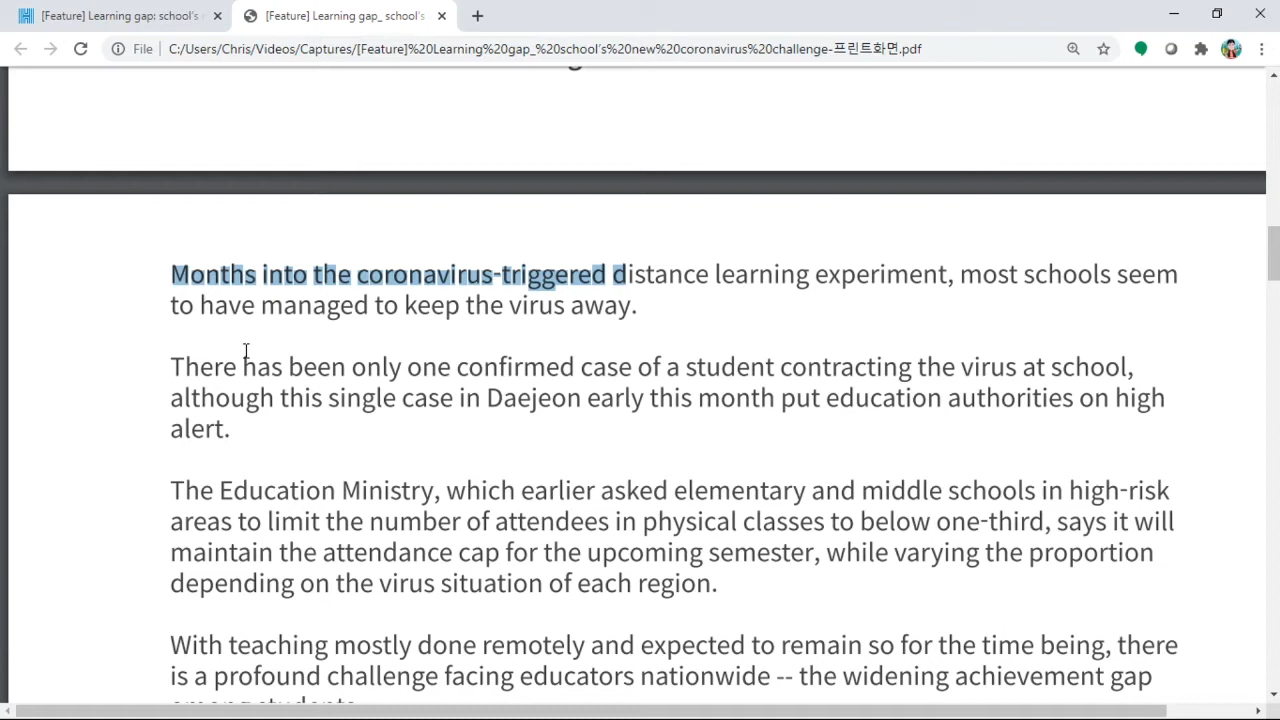 [Feature] Learning gap: school's
[Feature] Learning gap_ school's
File
C:/Users/Chris/Videos/Captures/[Feature]%20Learning%20gap_%20school's%20new%20coronavirus%20challenge-프린트화면.pdf
Months into the coronavirus-triggered distance learning experiment, most schools seem
to have managed to keep the virus away.
There has been only one confirmed case of a student contracting the virus at school,
although this single case in Daejeon early this month put education authorities on high
alert.
The Education Ministry, which earlier asked elementary and middle schools in high-risk
areas to limit the number of attendees in physical classes to below one-third, says it will
maintain the attendance cap for the upcoming semester, while varying the proportion
depending on the virus situation of each region.
With teaching mostly done remotely and expected to remain so for the time being, there
is a profound challenge facing educators nationwide -- the widening achievement gap
among students